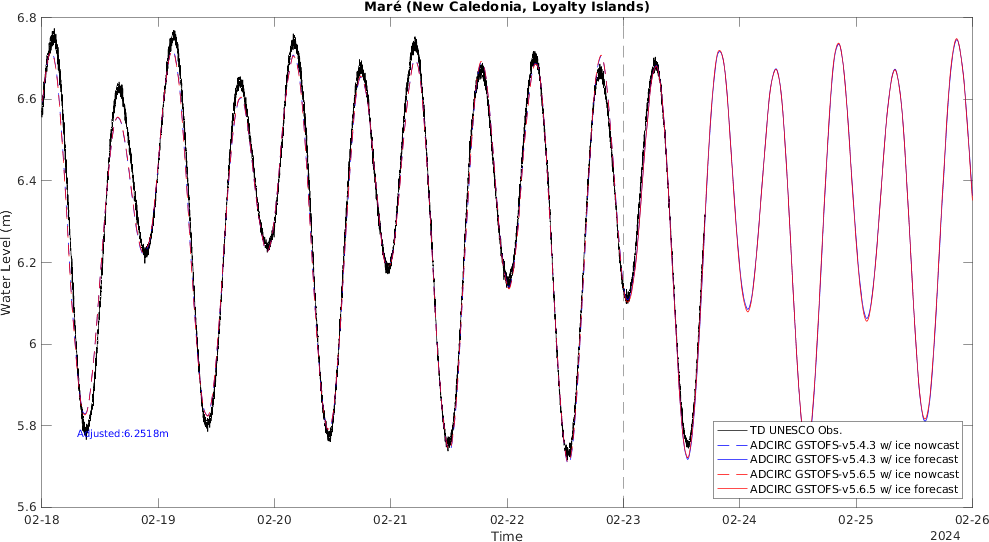 Maré (New Caledonia, Loyalty Islands)
Water Level (m)
6.8
6.6
6.4
6.2
6
5.8
5.6
Adjusted:6.2518m
TD UNESCO Obs.
ADCIRC GSTOFS-v5.4.3 w/ ice nowcast
ADCIRC GSTOFS-v5.4.3 w/ ice forecast
ADCIRC GSTOFS-v5.6.5 w/ ice nowcast
ADCIRC GSTOFS-v5.6.5 w/ ice forecast
02-18 02-19 02-20 02-21 02-22 02-23 02-24 02-25 02-26
Time
2024